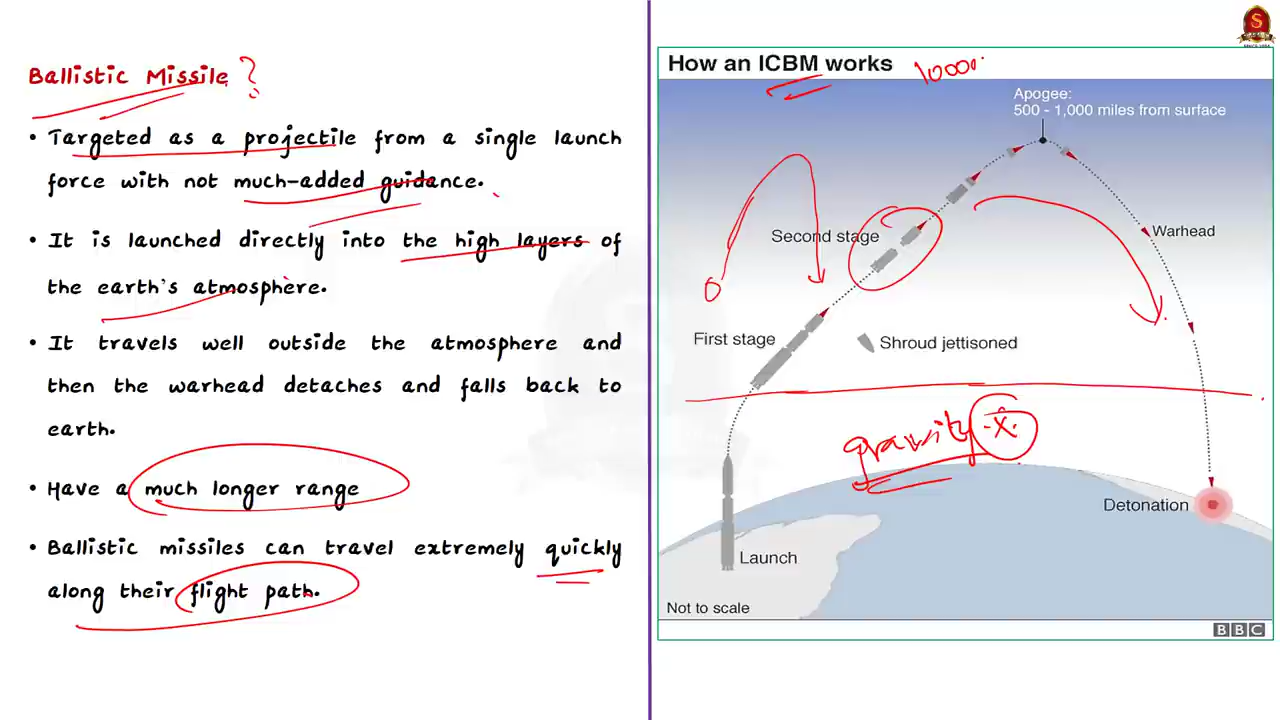 Ballistic Missile ?
• Targeted as a projectile from a single launch
force with not much-added guidance.
• It is launched directly into the high layers of
the earth's atmosphere.
• It travels well outside the atmosphere and
then the warhead detaches and falls back to
earth.
• Have a much longer range
• Ballistic missiles can travel extremely quickly
along their flight path.
How an ICBM works
Apogee:
500 - 1,000 miles from surface
Second stage
Warhead
First stage
Shroud jettisoned
gravity
Detonation
Launch
Not to scale
BBC